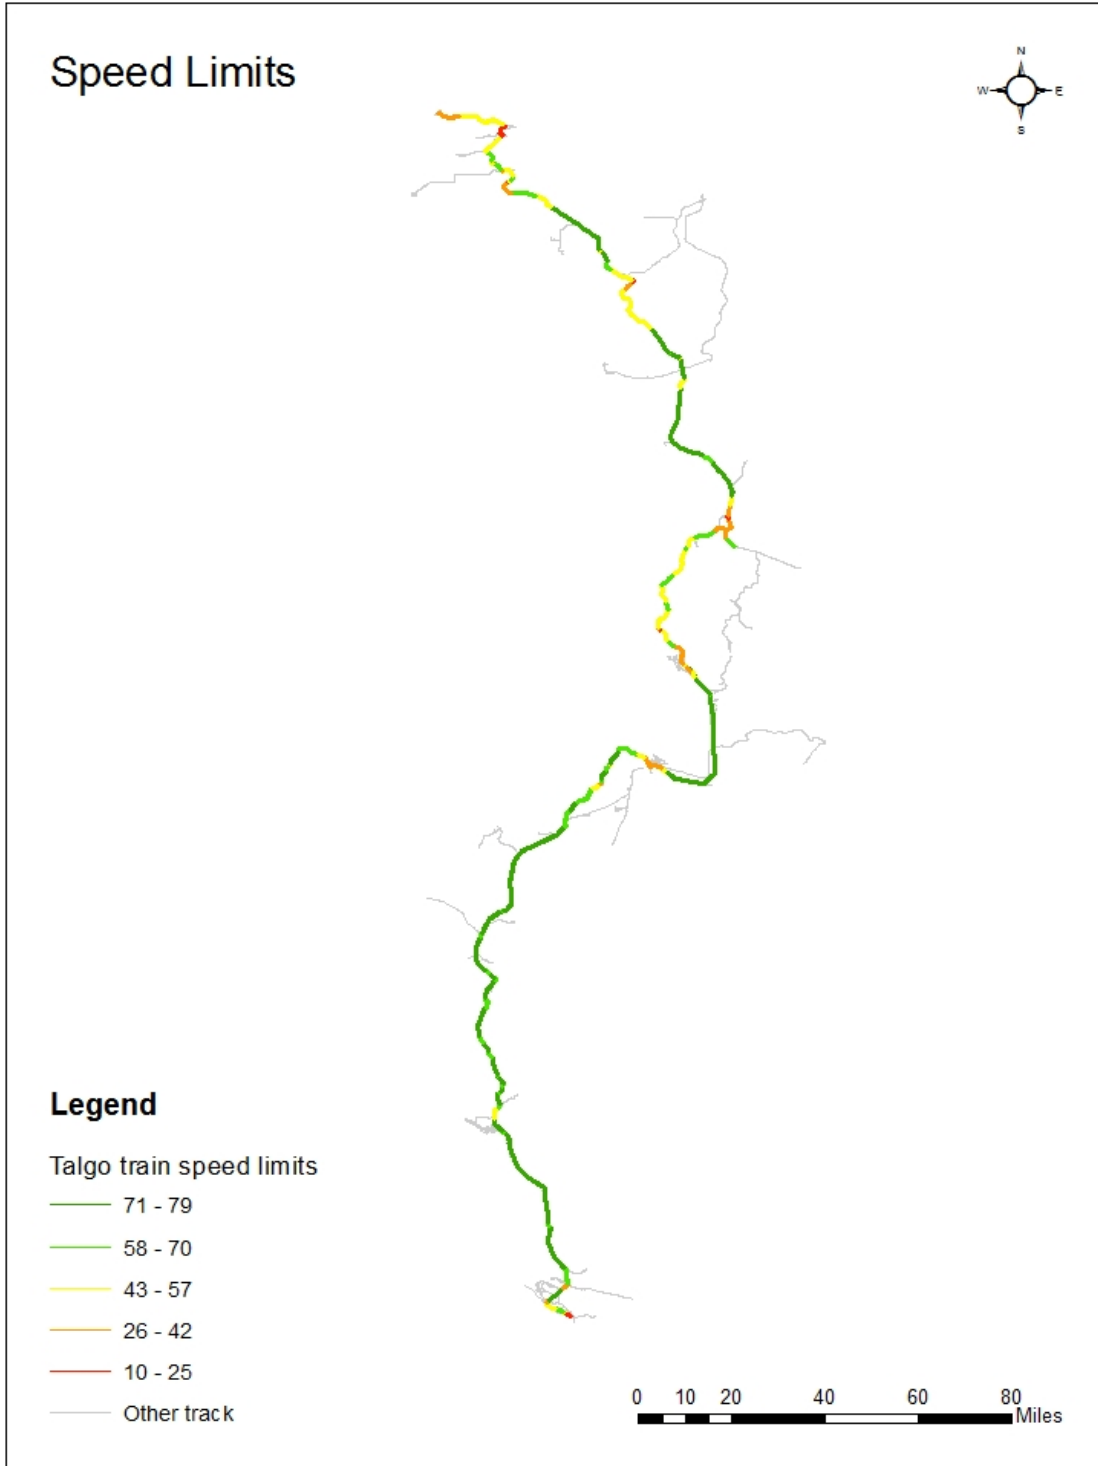 Speed Limits
N
W E
S
Legend
Talgo train speed limits
71 - 79
58 - 70
43 - 57
26 - 42
10 - 25
Other track
0 10 20 40 60 80
Miles